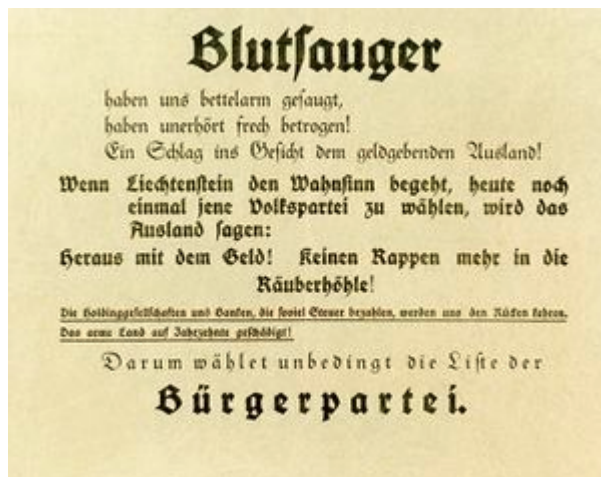 Blutsauger
haben uns bettelarm gesaugt,
haben unerhört frech betrogen!
Ein Schlag ins Gesicht dem geldgebenden Ausland!
Wenn Liechtenstein den Wahnsinn begeht, heute noch
einmal jene Volkspartei zu wählen, wird das
Ausland sagen:
Heraus mit dem Geld! Keinen Rappen mehr in die
Räuberhöhle!
Die Holdinggesellschaften und Banken, die soviel Steuer bezahlen, werden uns den Rücken kehren.
Das arme Land auf Jahrzehnte geschädigt!
Darum wählet unbedingt die Liste der
Bürgerpartei.